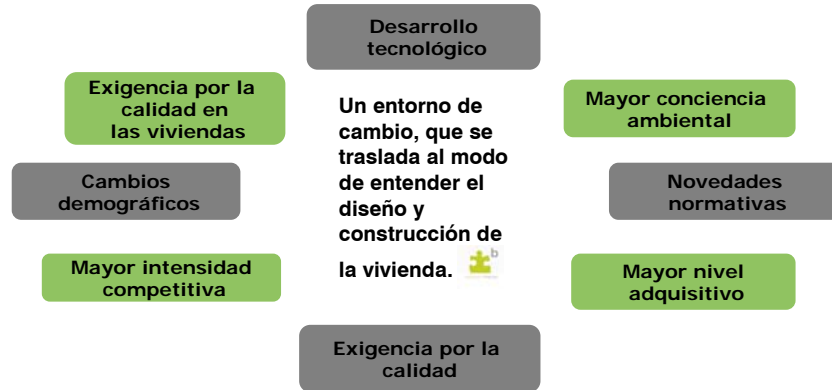 Desarrollo
tecnológico
Exigencia por la
calidad en
las viviendas
Mayor conciencia
ambiental
Un entorno de
cambio, que se
traslada al modo
de entender el
diseño y
construcción de
la vivienda.
b
Cambios
demográficos
Novedades
normativas
Mayor intensidad
competitiva
Mayor nivel
adquisitivo
Exigencia por la
calidad